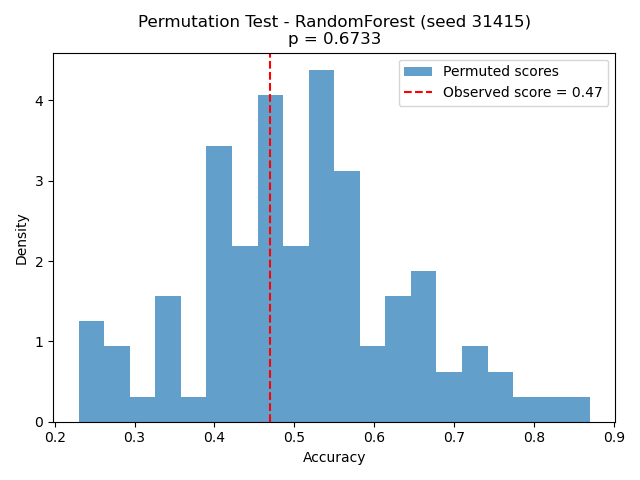 Permutation Test - RandomForest (seed 31415)
p = 0.6733
Permuted scores
Observed score = 0.47
Density
4
3
2
1
0
0.2 0.3 0.4 0.5 0.6 0.7 0.8 0.9
Accuracy